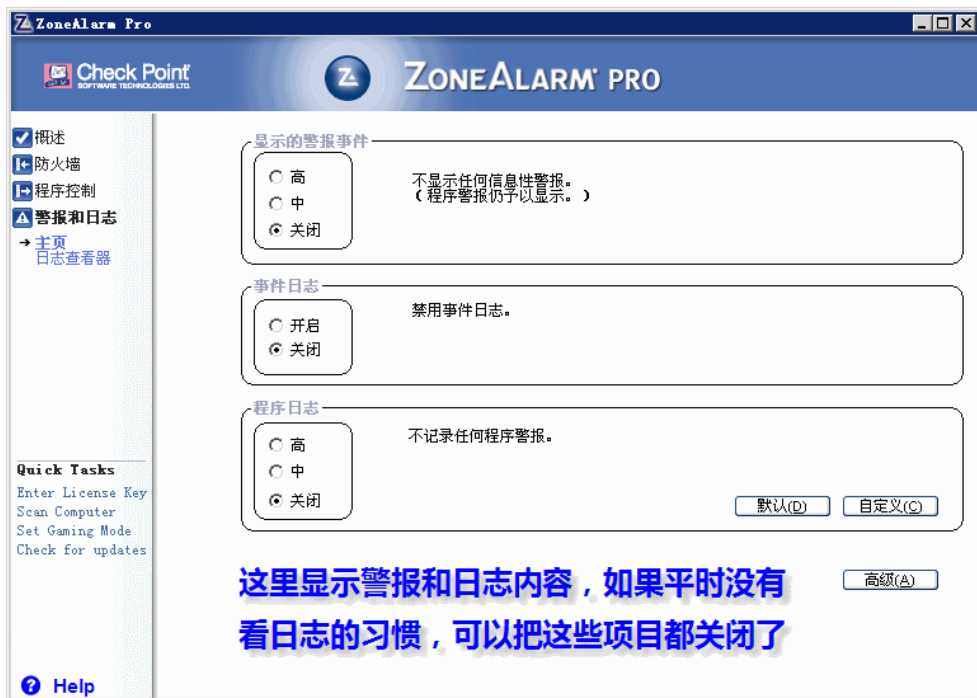 ZoneAlarm Pro
Check Point
SOFTWARE TECHNOLOGIES LTD.
ZONEALARM PRO
概述
防火墙
程序控制
警报和日志
主页
日志查看器
显示的警报事件
高
中
关闭
不显示任何信息性警报。
(程序警报仍予以显示。)
事件日志
开启
关闭
禁用事件日志。
程序日志
高
中
关闭
不记录任何程序警报。
默认(D)
自定义(C)
Quick Tasks
Enter License Key
Scan Computer
Set Gaming Mode
Check for updates
高级(A)
这里显示警报和日志内容，如果平时没有
看日志的习惯，可以把这些项目都关闭了
Help